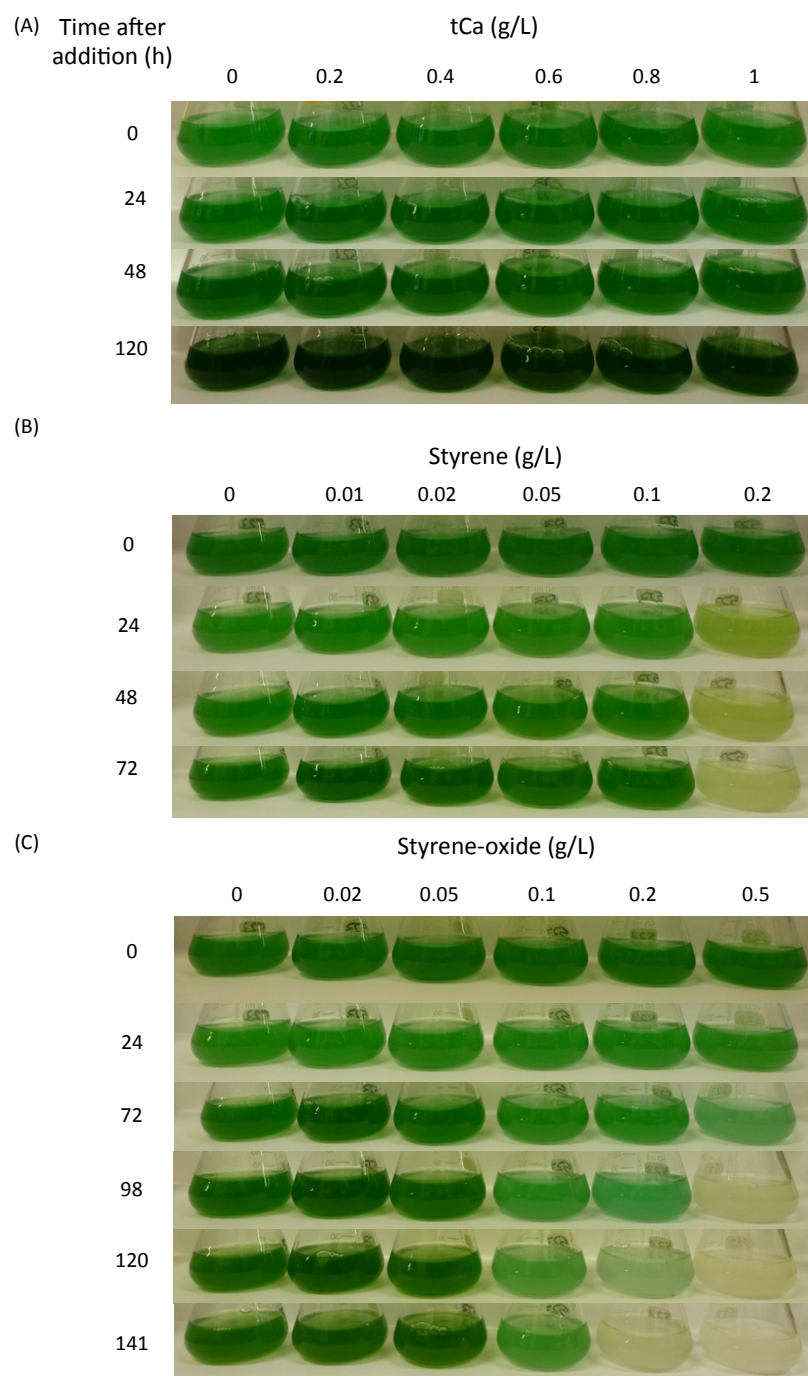 (A) Time after addition (h) tCa (g/L)
0 0.2 0.4 0.6 0.8 1
0
24
48
120
(B)
Styrene (g/L)
0 0.01 0.02 0.05 0.1 0.2
0
24
48
72
(C) Styrene-oxide (g/L)
0 0.02 0.05 0.1 0.2 0.5
0
24
72
98
120
141